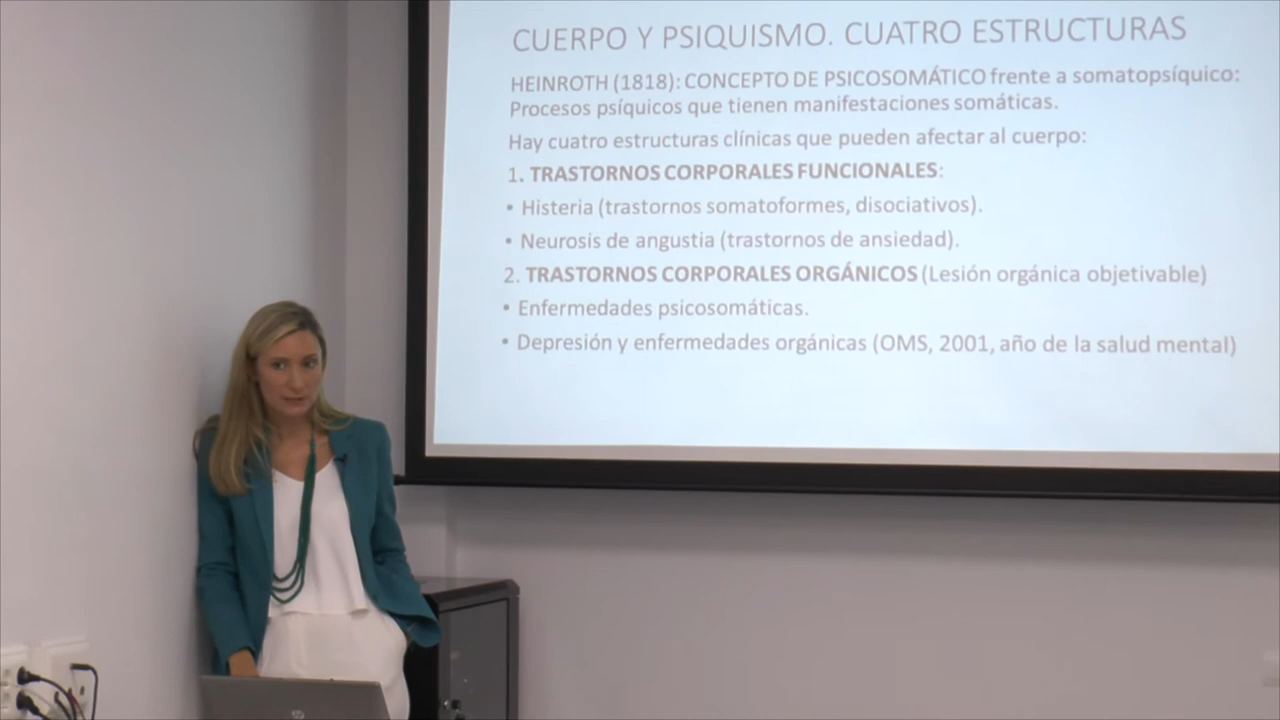 CUERPO Y PSIQUISMO. CUATRO ESTRUCTURAS
HEINROTH (1818): CONCEPTO DE PSICOSOMÁTICO frente a somatopsíquico:
Procesos psíquicos que tienen manifestaciones somáticas.
Hay cuatro estructuras clínicas que pueden afectar al cuerpo:
1. TRASTORNOS CORPORALES FUNCIONALES:
• Histeria (trastornos somatoformes, disociativos).
• Neurosis de angustia (trastornos de ansiedad).
2. TRASTORNOS CORPORALES ORGÁNICOS (Lesión orgánica objetivable)
• Enfermedades psicosomáticas.
• Depresión y enfermedades orgánicas (OMS, 2001, año de la salud mental)
hp